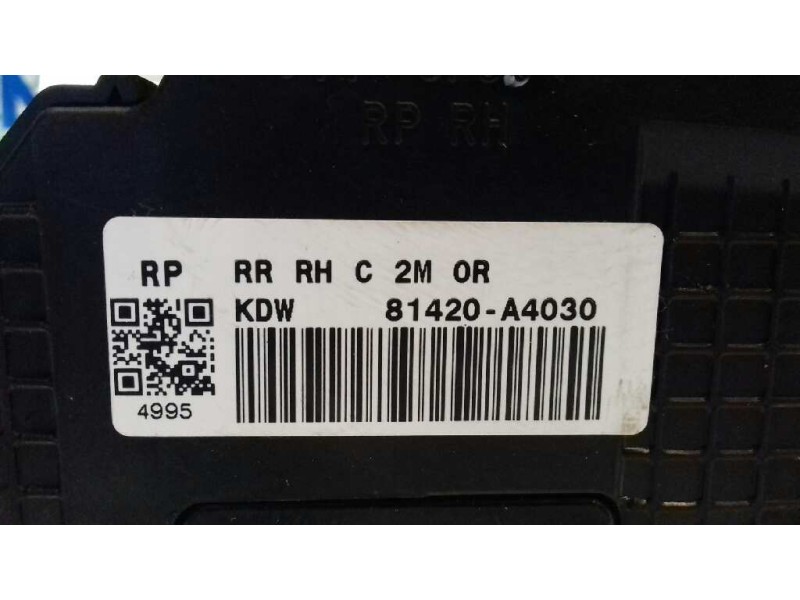 RP RH
RP RR RH C 2M OR
KDW 81420-A4030
4995